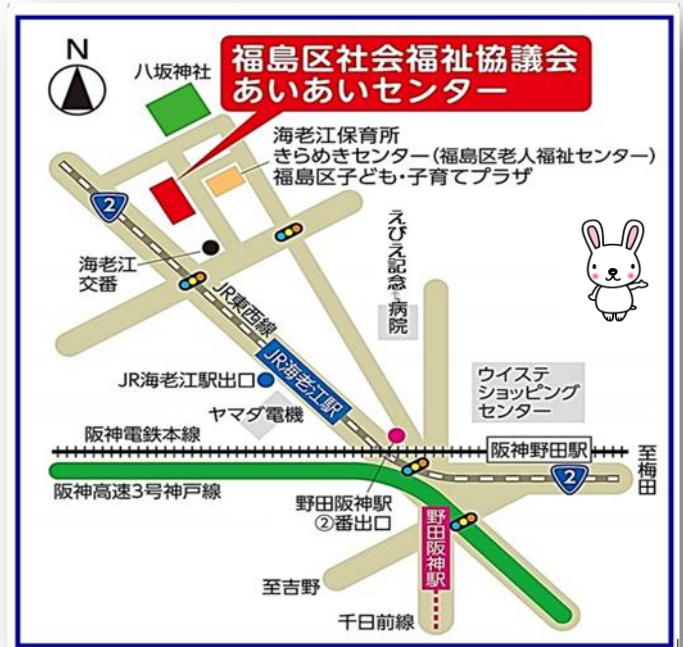 N
八坂神社
福島区社会福祉協議会
あいあいセンター
海老江保育所
きらめきセンター(福島区老人福祉センター)
福島区子ども・子育てプラザ
2
海老江
交番
えびえ記念病院
JR東西線
JR海老江駅
JR海老江駅出口
ヤマダ電機
ウイステ
ショッピング
センター
阪神電鉄本線
阪神野田駅
至梅田
阪神高速3号神戸線
野田阪神駅
②番出口
2
野田阪神駅
至吉野
千日前線